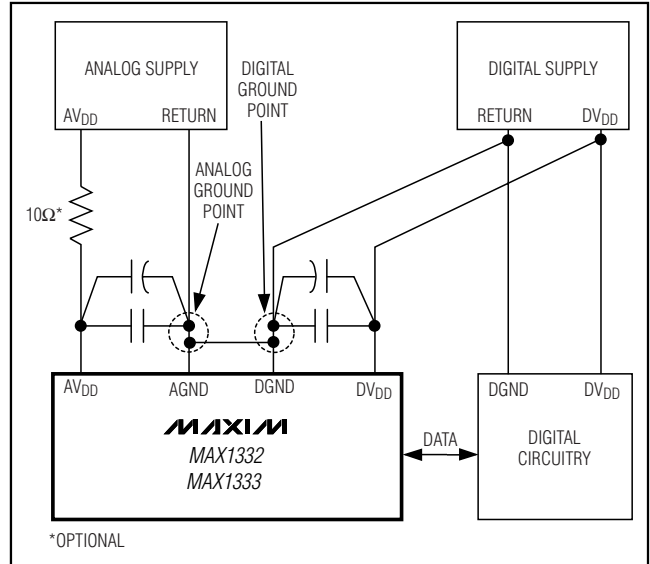 ANALOG SUPPLY
AVDD
RETURN
DIGITAL
GROUND
POINT
DIGITAL SUPPLY
RETURN
DVDD
ANALOG
GROUND
POINT
10Ω*
AVDD
AGND
DGND
DVDD
MAXIM
MAX1332
MAX1333
DATA
DGND
DVDD
DIGITAL
CIRCUITRY
*OPTIONAL